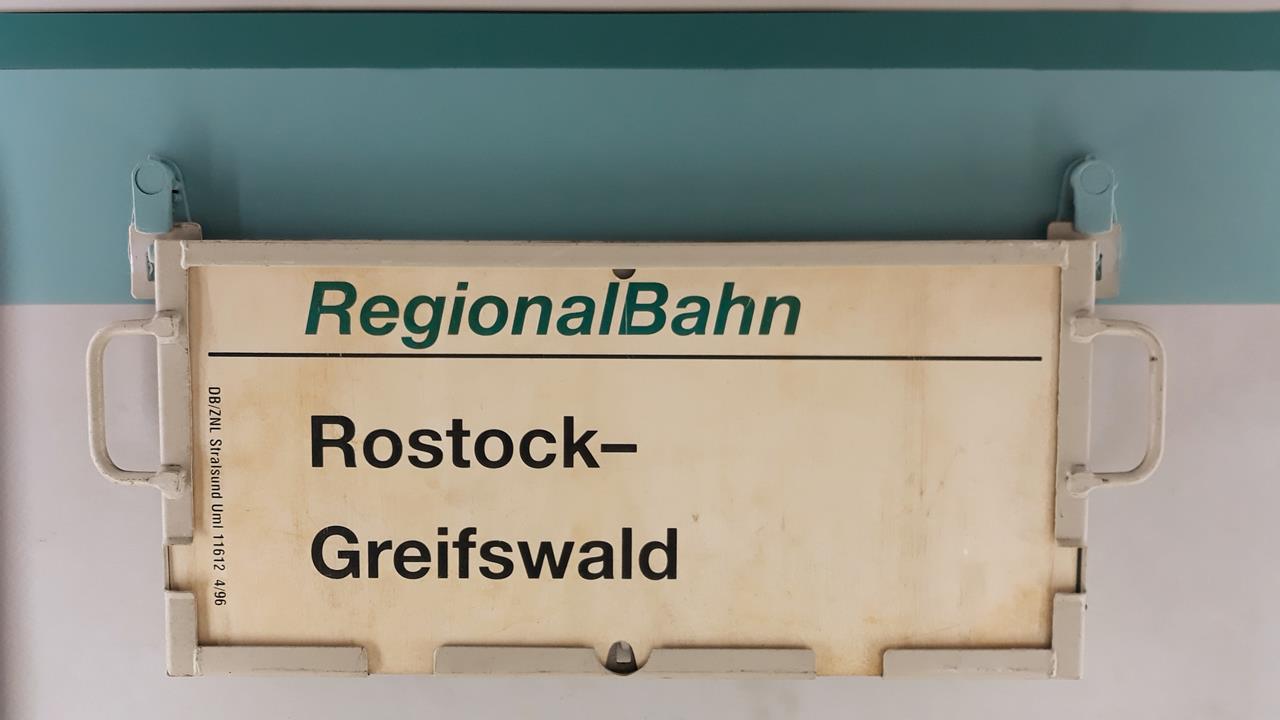 RegionalBahn
Rostock–
Greifswald
DB/ZNL Stralsund Uml 11612 4/96